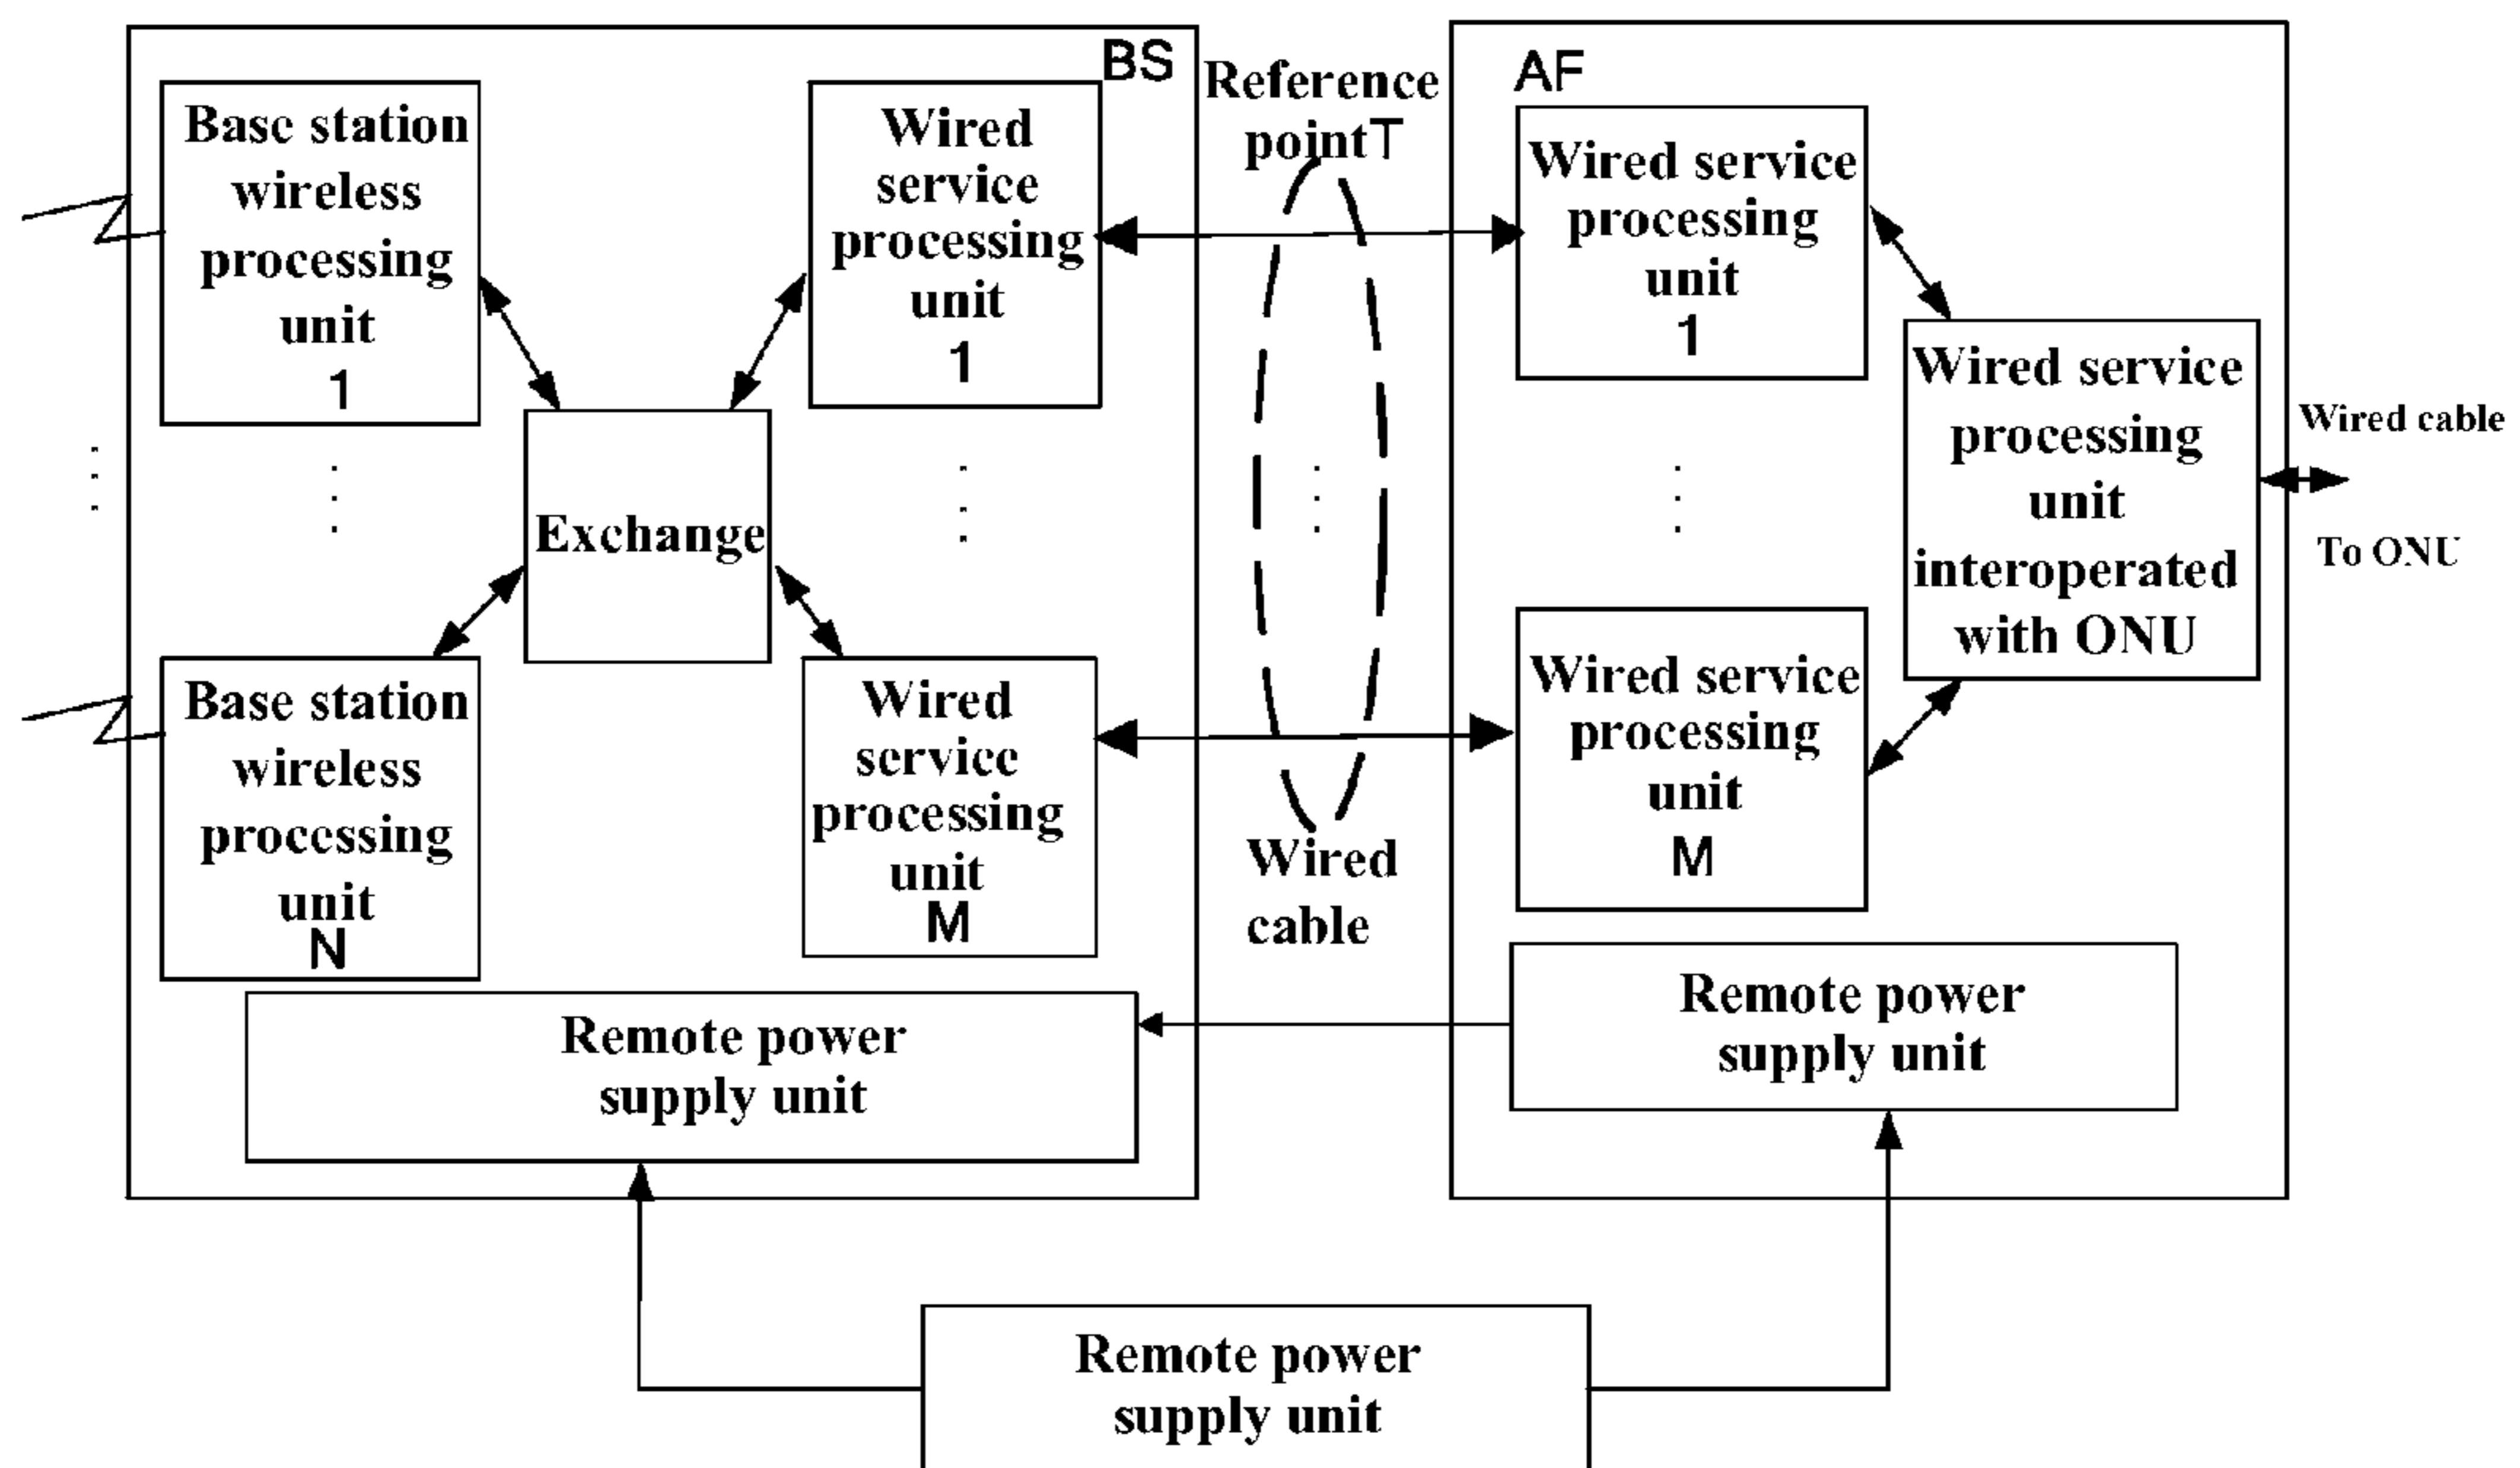 BS
Base station
wireless
processing
unit
1
Wired
service
processing
unit
1
Exchange
Base station
wireless
processing
unit
N
Wired
service
processing
unit
M
Remote power
supply unit
Reference
pointT
Wired
cable
AF
Wired service
processing
unit
1
Wired service
processing
unit
interoperated
with ONU
Wired service
processing
unit
M
Remote power
supply unit
Wired cable
To ONU
Remote power
supply unit